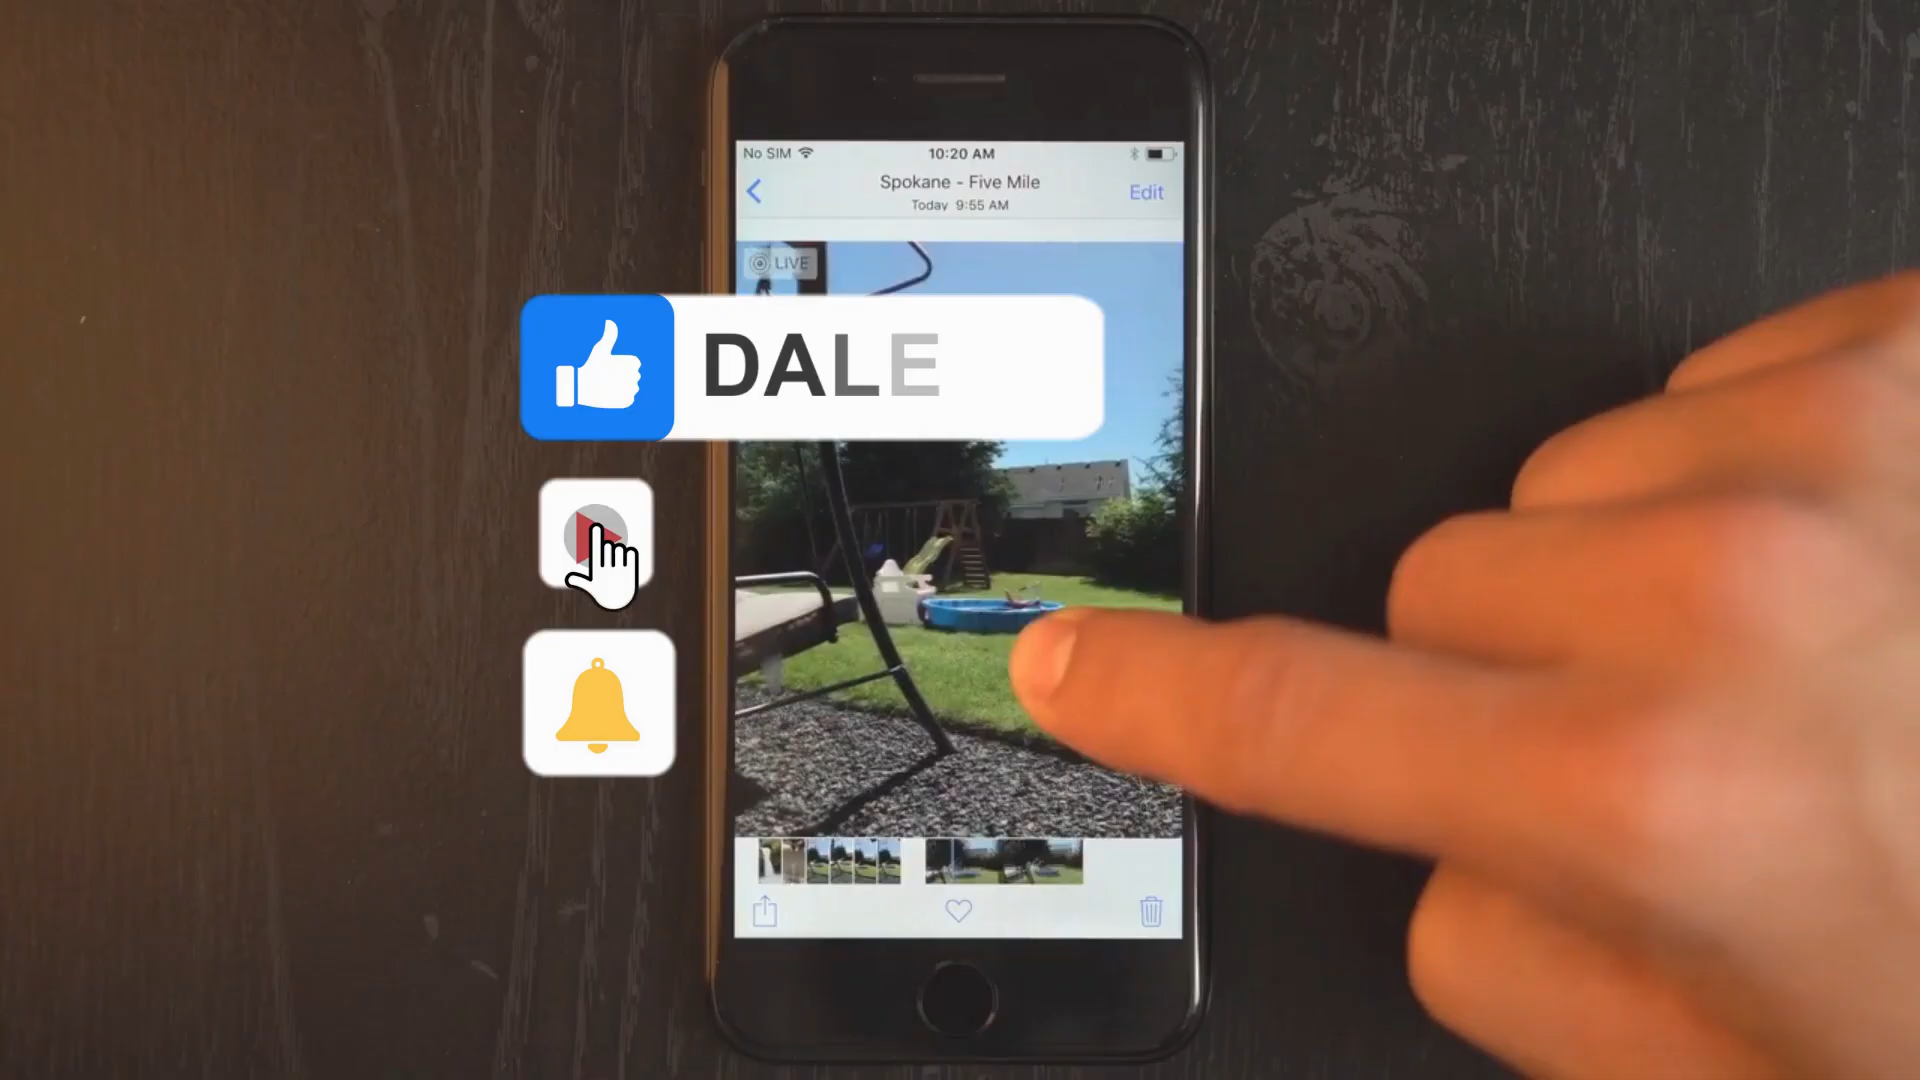 No SIM 10:20 AM
Spokane - Five Mile
Edit
Today 9:55 AM
LIVE
DALE